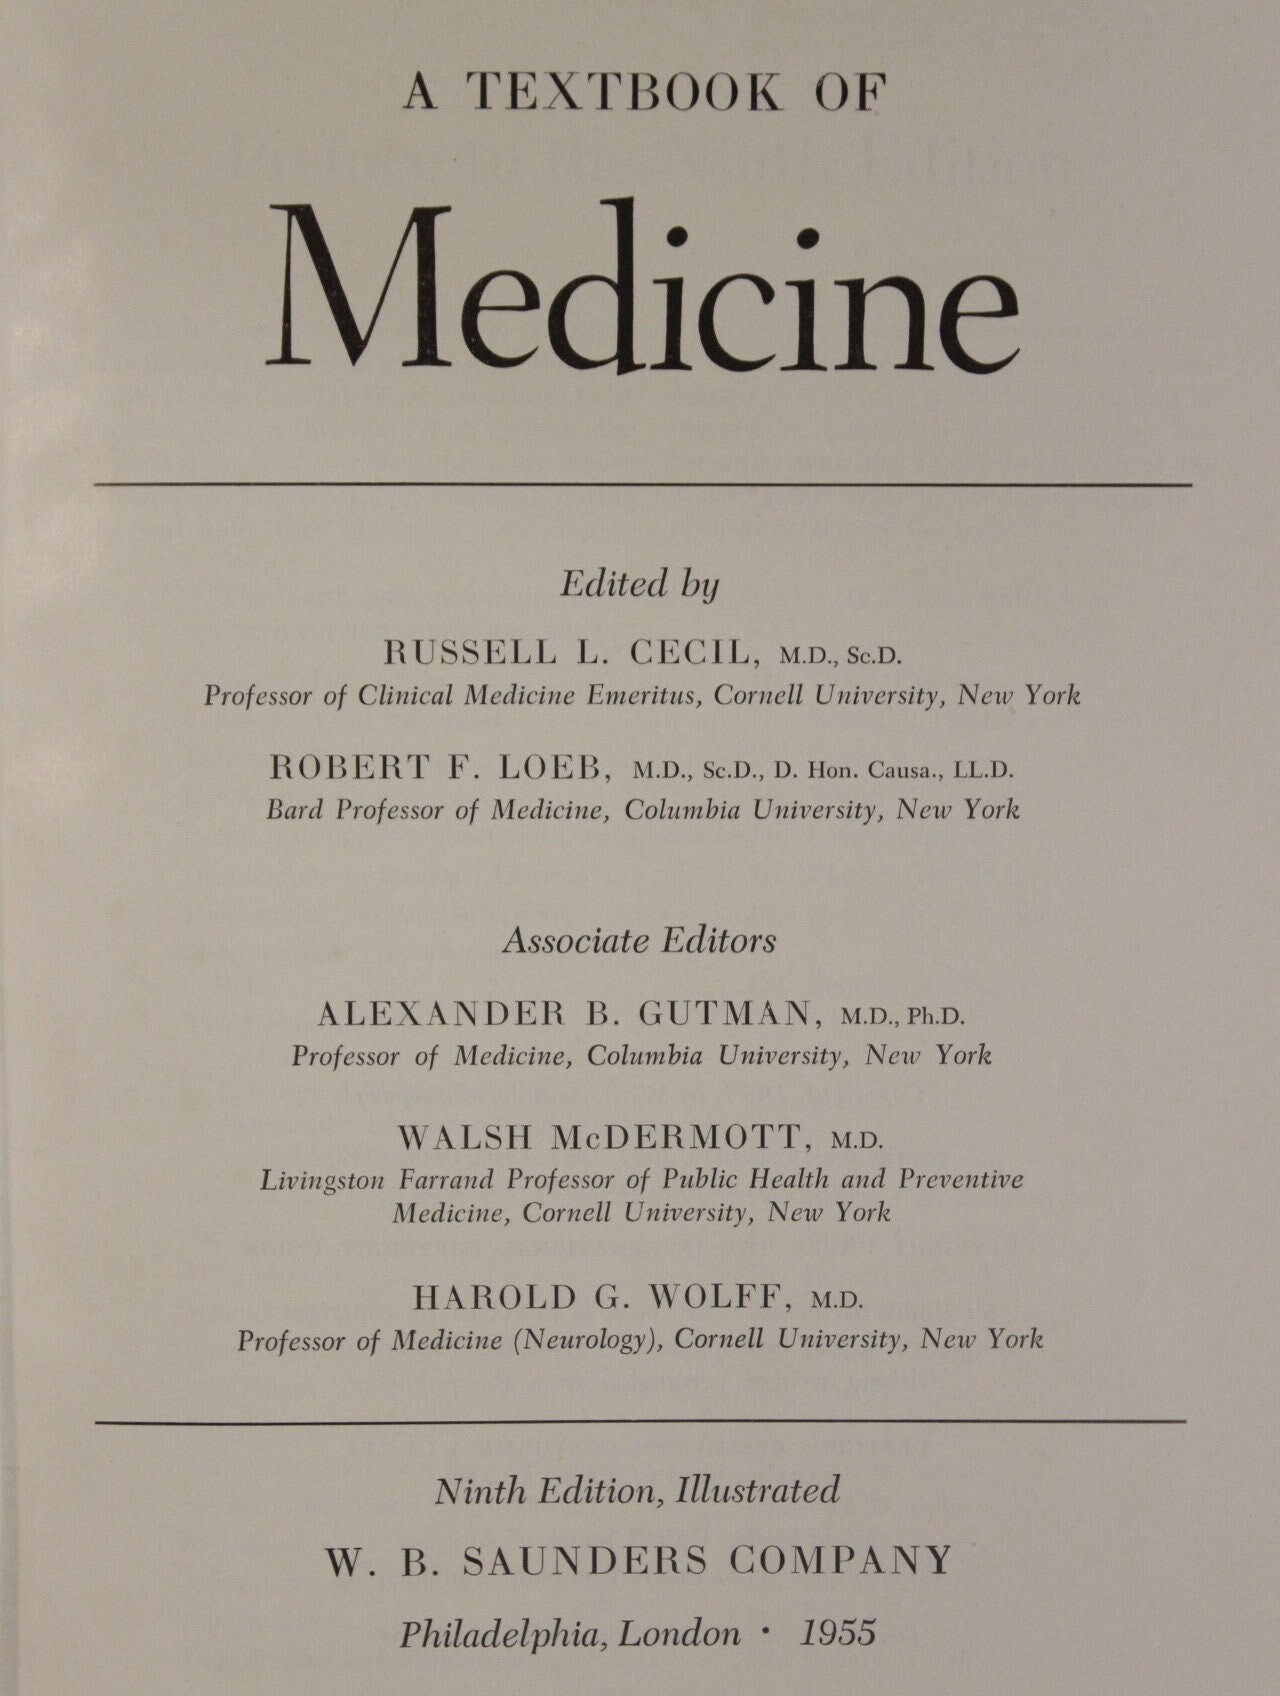 A TEXTBOOK OF
Medicine
Edited by
RUSSELL L. CECIL, M.D., Sc.D.
Professor of Clinical Medicine Emeritus, Cornell University, New York
ROBERT F. LOEB, M.D., Sc.D., D. Hon. Causa., LL.D.
Bard Professor of Medicine, Columbia University, New York
Associate Editors
ALEXANDER B. GUTMAN, M.D., Ph.D.
Professor of Medicine, Columbia University, New York
WALSH McDERMOTT, M.D.
Livingston Farrand Professor of Public Health and Preventive
Medicine, Cornell University, New York
HAROLD G. WOLFF, M.D.
Professor of Medicine (Neurology), Cornell University, New York
Ninth Edition, Illustrated
W. B. SAUNDERS COMPANY
Philadelphia, London · 1955